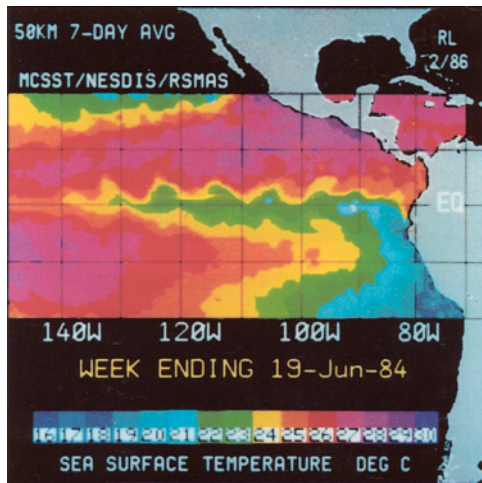 50KM 7-DAY AVG
RL
2/86
MCSST/NESDIS/RSMAS
EQ
140W 120W 100W 80W
WEEK ENDING 19-Jun-84
16 17 18 19 20 21 22 23 24 25 26 27 28 29 30
SEA SURFACE TEMPERATURE DEG C